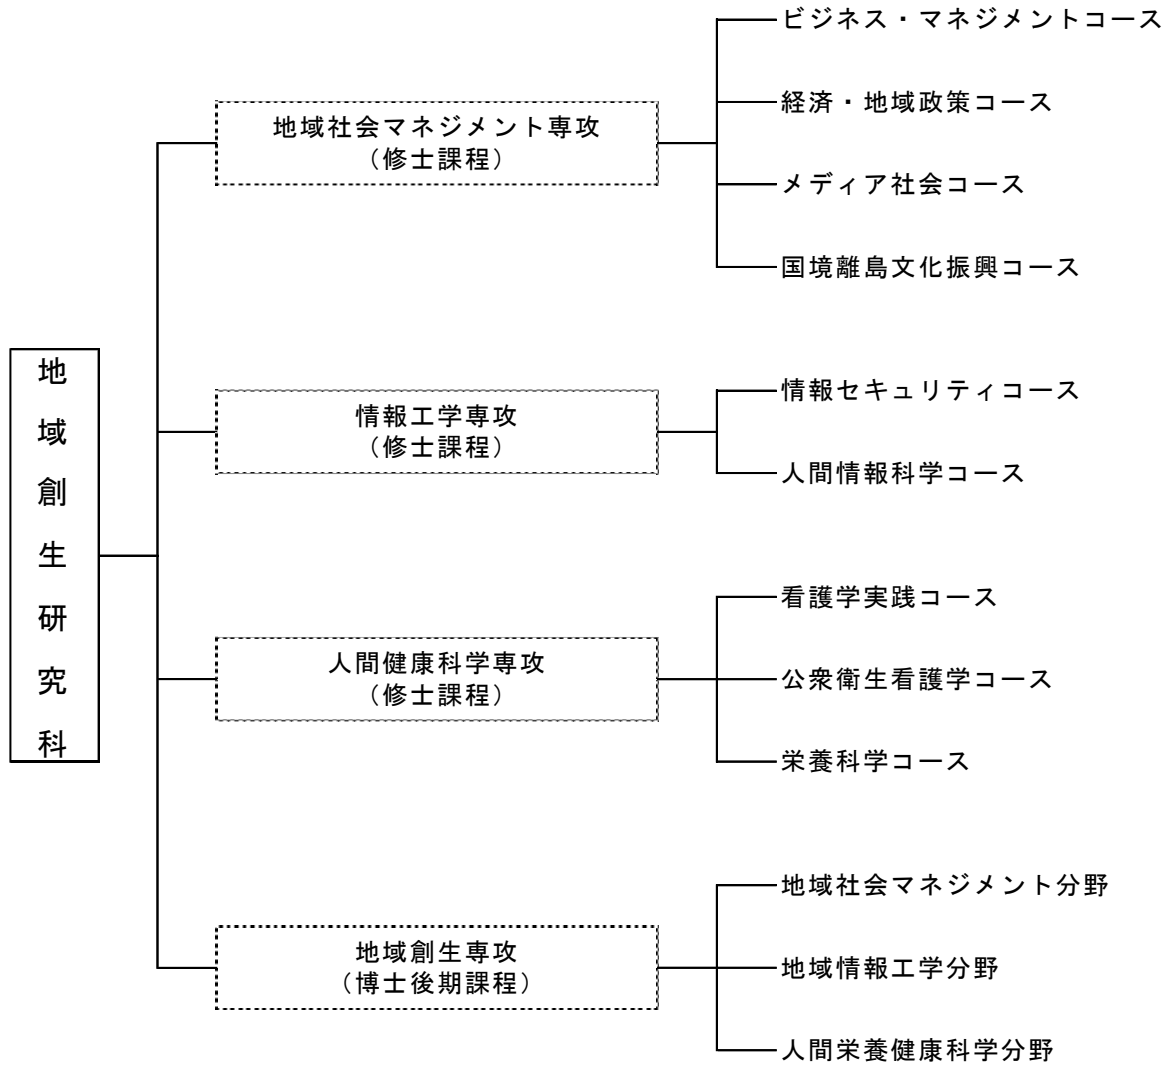 地域創生研究科
地域社会マネジメント専攻
（修士課程）
ビジネス・マネジメントコース
経済・地域政策コース
メディア社会コース
国境離島文化振興コース
情報工学専攻
（修士課程）
情報セキュリティコース
人間情報科学コース
人間健康科学専攻
（修士課程）
看護学実践コース
公衆衛生看護学コース
栄養科学コース
地域創生専攻
（博士後期課程）
地域社会マネジメント分野
地域情報工学分野
人間栄養健康科学分野